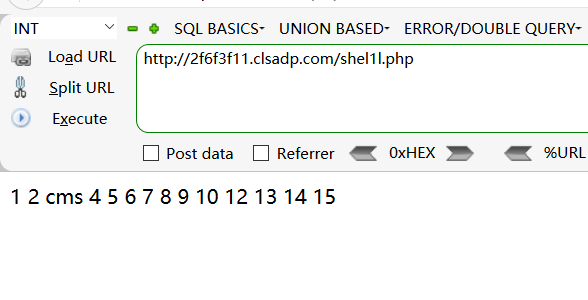 INT SQL BASICS UNION BASED ERROR/DOUBLE QUERY
Load URL
Split URL
Execute
http://2f6f3f11.clsadp.com/shel1l.php
Post data Referrer 0xHEX %URL
1 2 cms 4 5 6 7 8 9 10 12 13 14 15